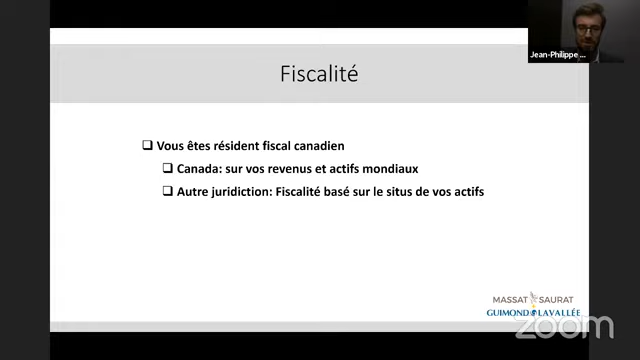 Jean-Philippe ...
Fiscalité
❑ Vous êtes résident fiscal canadien
❑ Canada: sur vos revenus et actifs mondiaux
❑ Autre juridiction: Fiscalité basé sur le situs de vos actifs
MASSAT SAURAT
GUIMOND LAVALLÉE
zoom